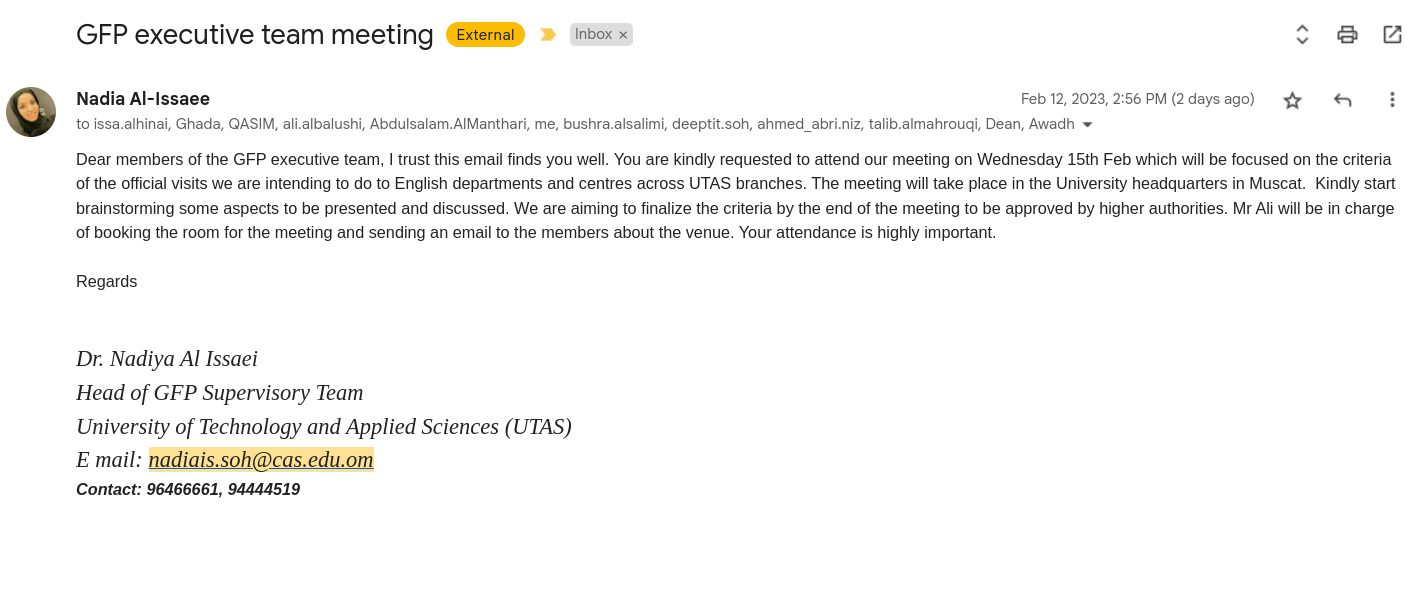 GFP executive team meeting External Inbox ×
Nadia Al-Issaee Feb 12, 2023, 2:56 PM (2 days ago)
to issa.alhinai, Ghada, QASIM, ali.albalushi, Abdulsalam.AlManthari, me, bushra.alsalimi, deeptit.soh, ahmed_abri.niz, talib.almahrouqi, Dean, Awadh
Dear members of the GFP executive team, I trust this email finds you well. You are kindly requested to attend our meeting on Wednesday 15th Feb which will be focused on the criteria
of the official visits we are intending to do to English departments and centres across UTAS branches. The meeting will take place in the University headquarters in Muscat.  Kindly start
brainstorming some aspects to be presented and discussed. We are aiming to finalize the criteria by the end of the meeting to be approved by higher authorities. Mr Ali will be in charge
of booking the room for the meeting and sending an email to the members about the venue. Your attendance is highly important.
Regards
Dr. Nadiya Al Issaei
Head of GFP Supervisory Team
University of Technology and Applied Sciences (UTAS)
E mail: nadiais.soh@cas.edu.om
Contact: 96466661, 94444519